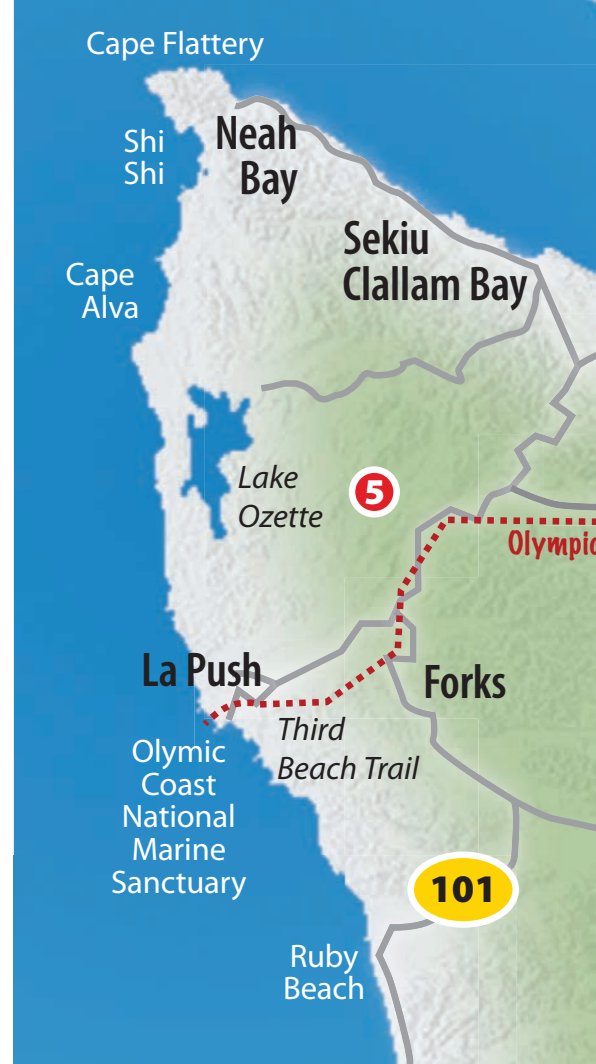 Cape Flattery
Shi
Shi
Neah
Bay
Sekiu
Clallam Bay
Cape
Alva
Lake
Ozette
5
Olympic
La Push
Forks
Third
Beach Trail
Olymic
Coast
National
Marine
Sanctuary
101
Ruby
Beach